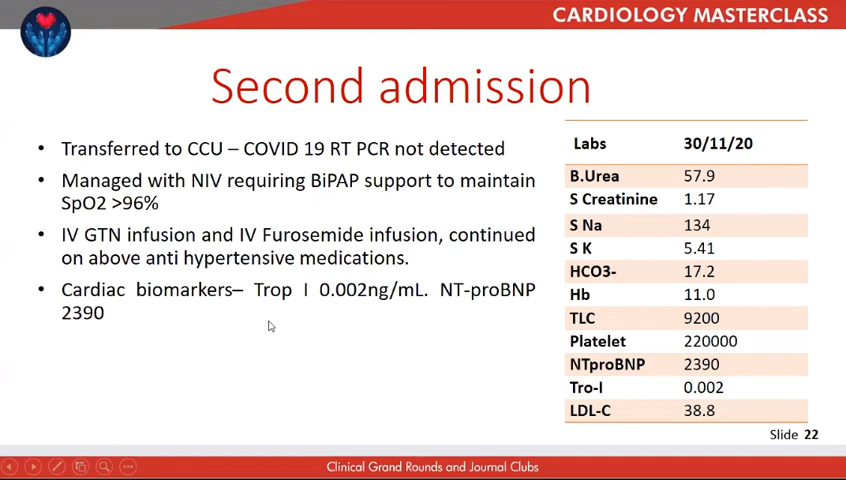 CARDIOLOGY MASTERCLASS
Second admission
• Transferred to CCU – COVID 19 RT PCR not detected
• Managed with NIV requiring BiPAP support to maintain
SpO2 >96%
• IV GTN infusion and IV Furosemide infusion, continued
on above anti hypertensive medications.
• Cardiac biomarkers– Trop I 0.002ng/mL. NT-proBNP
2390
Labs 30/11/20
B.Urea 57.9
S Creatinine 1.17
S Na 134
S K 5.41
HCO3- 17.2
Hb 11.0
TLC 9200
Platelet 220000
NTproBNP 2390
Tro-I 0.002
LDL-C 38.8
Slide 22
Clinical Grand Rounds and Journal Clubs